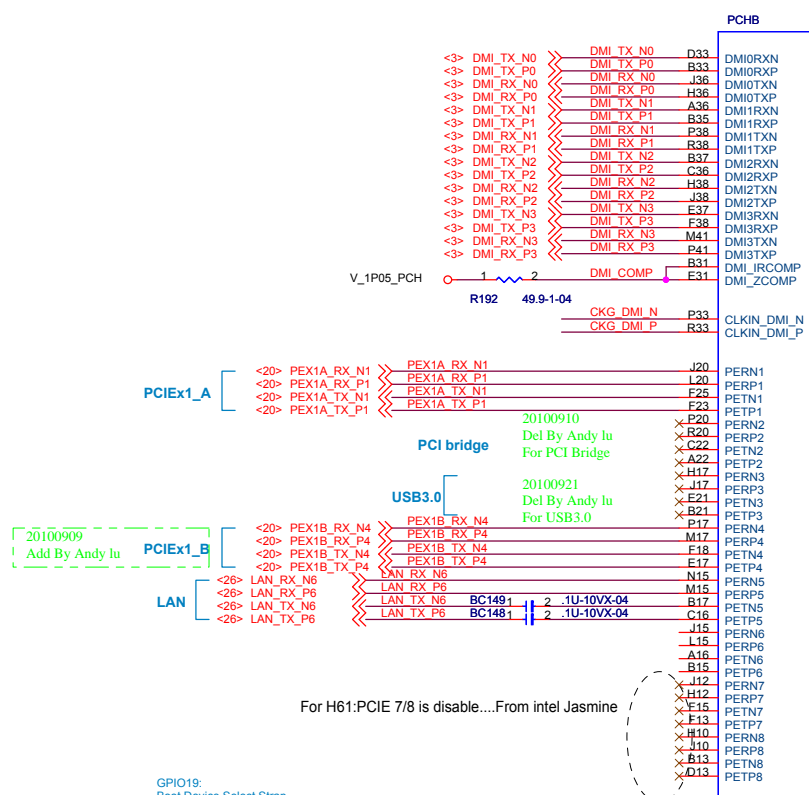 PCHB
<3> DMI_TX_N0 DMI_TX_N0 D33 DMI0RXN
<3> DMI_TX_P0 DMI_TX_P0 B33 DMI0RXP
<3> DMI_RX_N0 DMI_RX_N0 J36 DMI0TXN
<3> DMI_RX_P0 DMI_RX_P0 H36 DMI0TXP
<3> DMI_TX_N1 DMI_TX_N1 A36 DMI1RXN
<3> DMI_TX_P1 DMI_TX_P1 B35 DMI1RXP
<3> DMI_RX_N1 DMI_RX_N1 P38 DMI1TXN
<3> DMI_RX_P1 DMI_RX_P1 R38 DMI1TXP
<3> DMI_TX_N2 DMI_TX_N2 B37 DMI2RXN
<3> DMI_TX_P2 DMI_TX_P2 C36 DMI2RXP
<3> DMI_RX_N2 DMI_RX_N2 H38 DMI2TXN
<3> DMI_RX_P2 DMI_RX_P2 J38 DMI2TXP
<3> DMI_TX_N3 DMI_TX_N3 E37 DMI3RXN
<3> DMI_TX_P3 DMI_TX_P3 F38 DMI3RXP
<3> DMI_RX_N3 DMI_RX_N3 M41 DMI3TXN
<3> DMI_RX_P3 DMI_RX_P3 P41 DMI3TXP
B31 DMI_IRCOMP
V_1P05_PCH 1 2 DMI_COMP E31 DMI_ZCOMP
R192 49.9-1-04
CKG_DMI_N P33 CLKIN_DMI_N
CKG_DMI_P R33 CLKIN_DMI_P
PCIEx1_A
<20> PEX1A_RX_N1 PEX1A_RX_N1 J20 PERN1
<20> PEX1A_RX_P1 PEX1A_RX_P1 L20 PERP1
<20> PEX1A_TX_N1 PEX1A_TX_N1 F25 PETN1
<20> PEX1A_TX_P1 PEX1A_TX_P1 F23 PETP1
PCI bridge
20100910
Del By Andy lu
For PCI Bridge
P20 PERN2
R20 PERP2
C22 PETN2
A22 PETP2
USB3.0
20100921
Del By Andy lu
For USB3.0
H17 PERN3
J17 PERP3
E21 PETN3
B21 PETP3
20100909
Add By Andy lu
PCIEx1_B
<20> PEX1B_RX_N4 PEX1B_RX_N4 P17 PERN4
<20> PEX1B_RX_P4 PEX1B_RX_P4 M17 PERP4
<20> PEX1B_TX_N4 PEX1B_TX_N4 F18 PETN4
<20> PEX1B_TX_P4 PEX1B_TX_P4 E17 PETP4
LAN
<26> LAN_RX_N6 LAN_RX_N6 N15 PERN5
<26> LAN_RX_P6 LAN_RX_P6 M15 PERP5
<26> LAN_TX_N6 LAN_TX_N6 BC149 1 2 .1U-10VX-04 B17 PETN5
<26> LAN_TX_P6 LAN_TX_P6 BC148 1 2 .1U-10VX-04 C16 PETP5
J15 PERN6
L15 PERP6
A16 PETN6
B15 PETP6
For H61:PCIE 7/8 is disable....From intel Jasmine
J12 PERN7
H12 PERP7
F15 PETN7
F13 PETP7
H10 PERN8
J10 PERP8
B13 PETN8
D13 PETP8
GPIO19:
Boot Device Select Strap